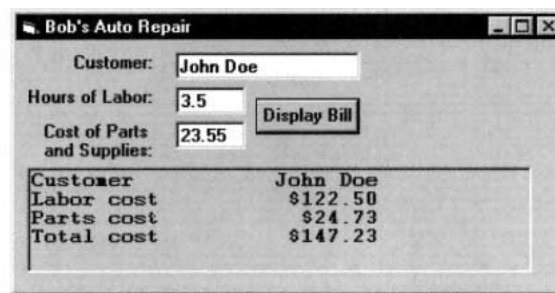 Bob's Auto Repair
Customer: John Doe
Hours of Labor: 3.5
Display Bill
Cost of Parts
and Supplies: 23.55
Customer John Doe
Labor cost $122.50
Parts cost $24.73
Total cost $147.23